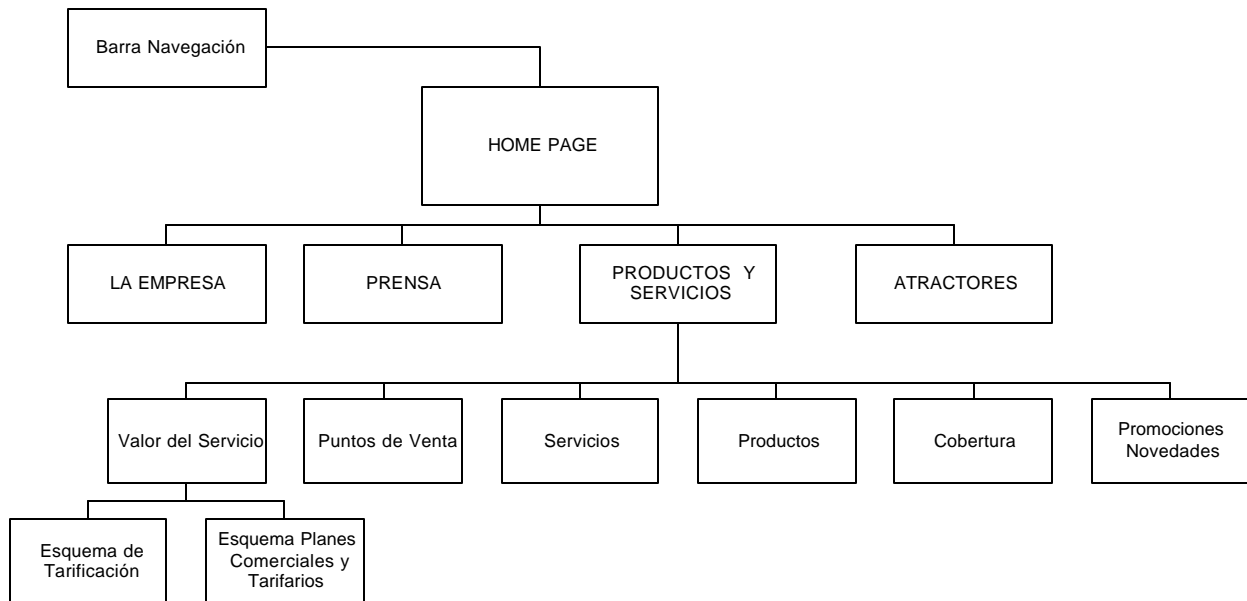 Barra Navegación
HOME PAGE
LA EMPRESA
PRENSA
PRODUCTOS Y
SERVICIOS
ATRACTORES
Valor del Servicio
Puntos de Venta
Servicios
Productos
Cobertura
Promociones
Novedades
Esquema de
Tarificación
Esquema Planes
Comerciales y
Tarifarios